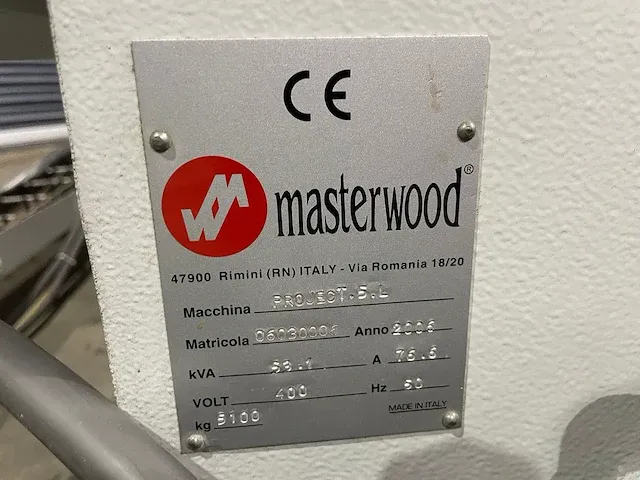 CE
masterwood®
47900 Rimini (RN) ITALY - Via Romania 18/20
Macchina PROJECT.5.L
Matricola Anno 2006
kVA A
VOLT 400 Hz
kg 5100
MADE IN ITALY